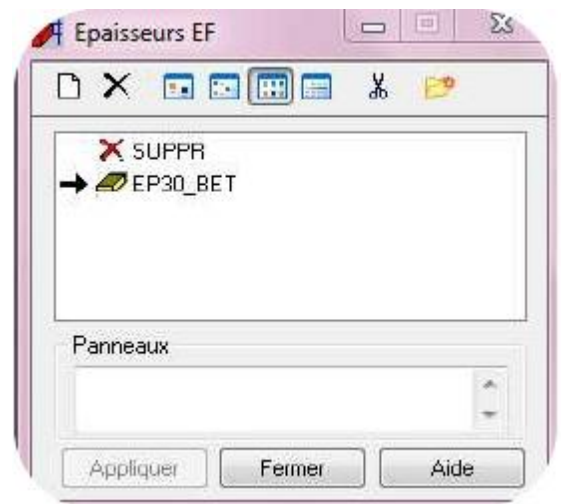 Epaisseurs EF
SUPPR
EP30_BET
Panneaux
Appliquer Fermer Aide